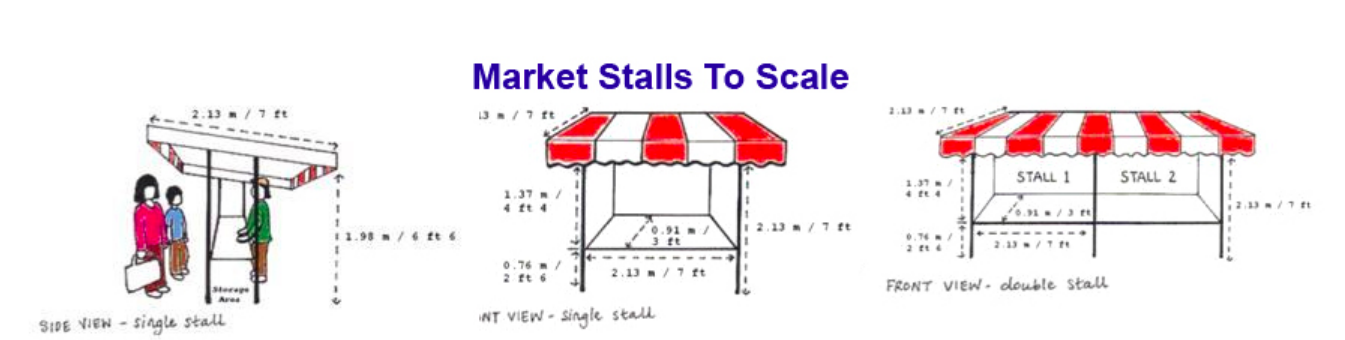 Market Stalls To Scale
2.13 m / 7 ft
1.98 m / 6 ft 6
Storage
Area
SIDE VIEW - single stall
13 m / 7 ft
1.37 m /
4 ft 4
0.91 m /
3 ft
2.13 m / 7 ft
0.76 m /
2 ft 6
2.13 m / 7 ft
NT VIEW - single stall
2.13 m / 7 ft
STALL 1
STALL 2
1.37 m /
4 ft 4
0.91 m / 3 ft
2.13 m / 7 ft
0.76 m /
2 ft 6
2.13 m / 7 ft
FRONT VIEW - double stall